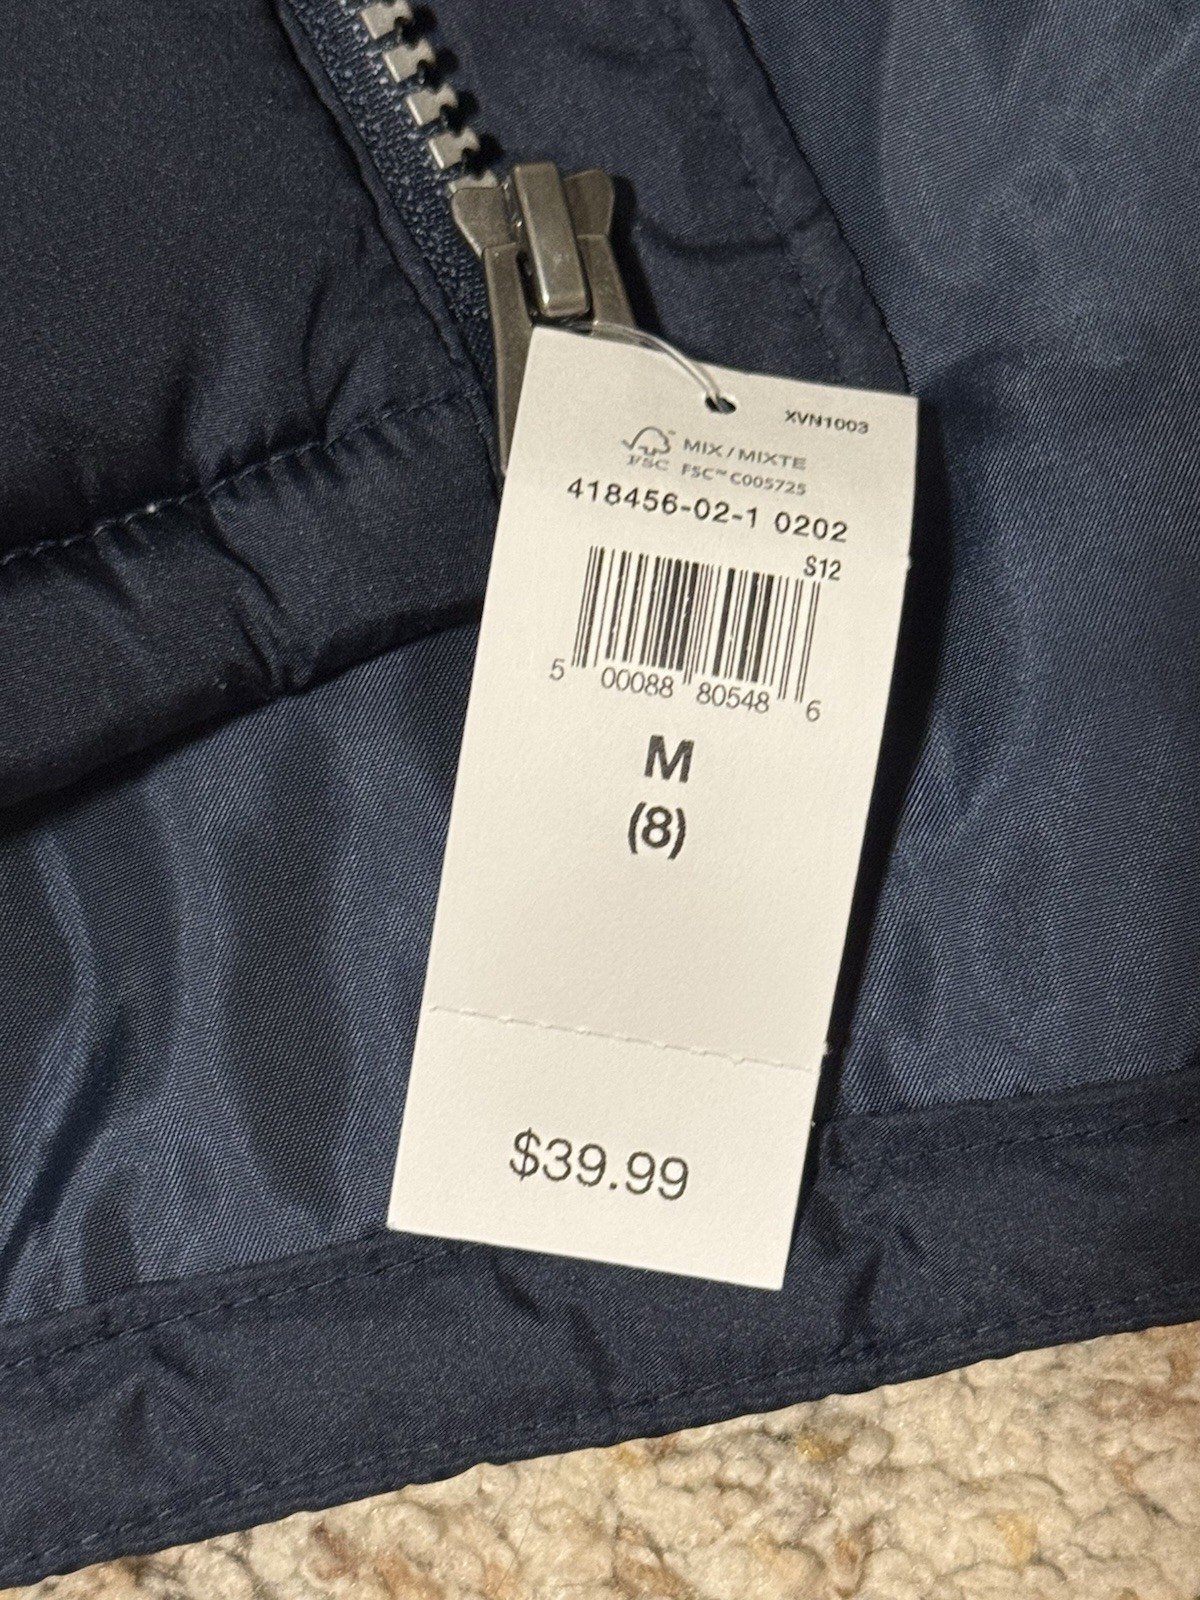 XVN1003
MIX/MIXTE
FSC FSC™ C005725
418456-02-1 0202
S12
5 00088 80548 6
M
(8)
$39.99